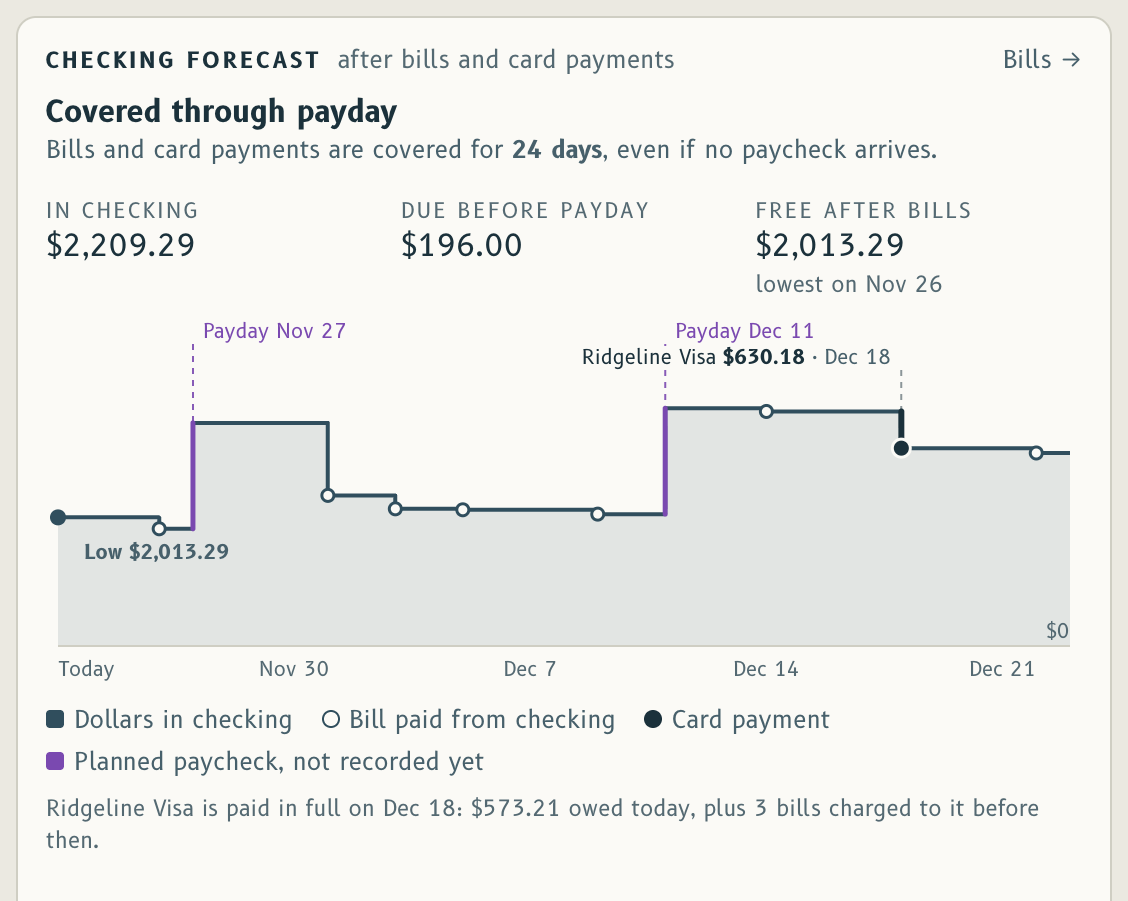 CHECKING FORECAST after bills and card payments
Bills →
Covered through payday
Bills and card payments are covered for 24 days, even if no paycheck arrives.
IN CHECKING
$2,209.29
DUE BEFORE PAYDAY
$196.00
FREE AFTER BILLS
$2,013.29
lowest on Nov 26
Payday Nov 27
Payday Dec 11
Ridgeline Visa $630.18 · Dec 18
Low $2,013.29
$0
Today
Nov 30
Dec 7
Dec 14
Dec 21
Dollars in checking
Bill paid from checking
Card payment
Planned paycheck, not recorded yet
Ridgeline Visa is paid in full on Dec 18: $573.21 owed today, plus 3 bills charged to it before
then.